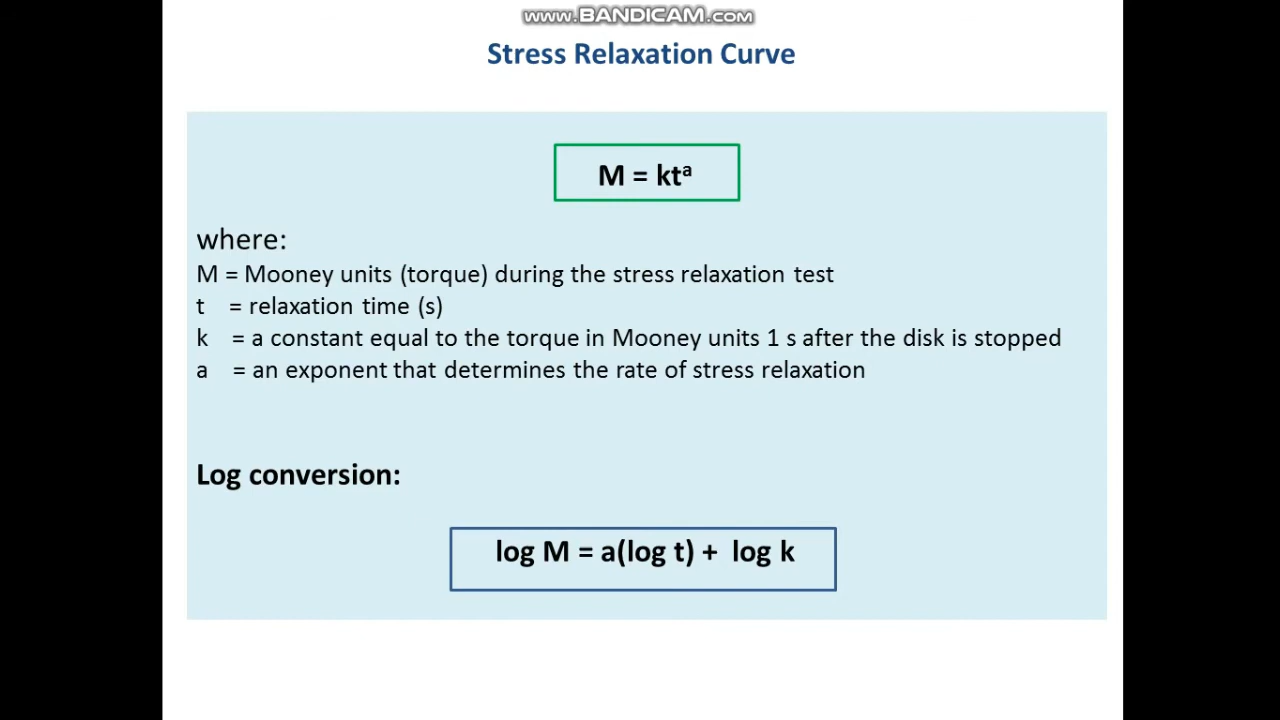 www.BANDICAM.com
Stress Relaxation Curve
M = ktᵃ
where:
M = Mooney units (torque) during the stress relaxation test
t = relaxation time (s)
k = a constant equal to the torque in Mooney units 1 s after the disk is stopped
a = an exponent that determines the rate of stress relaxation
Log conversion:
log M = a(log t) + log k